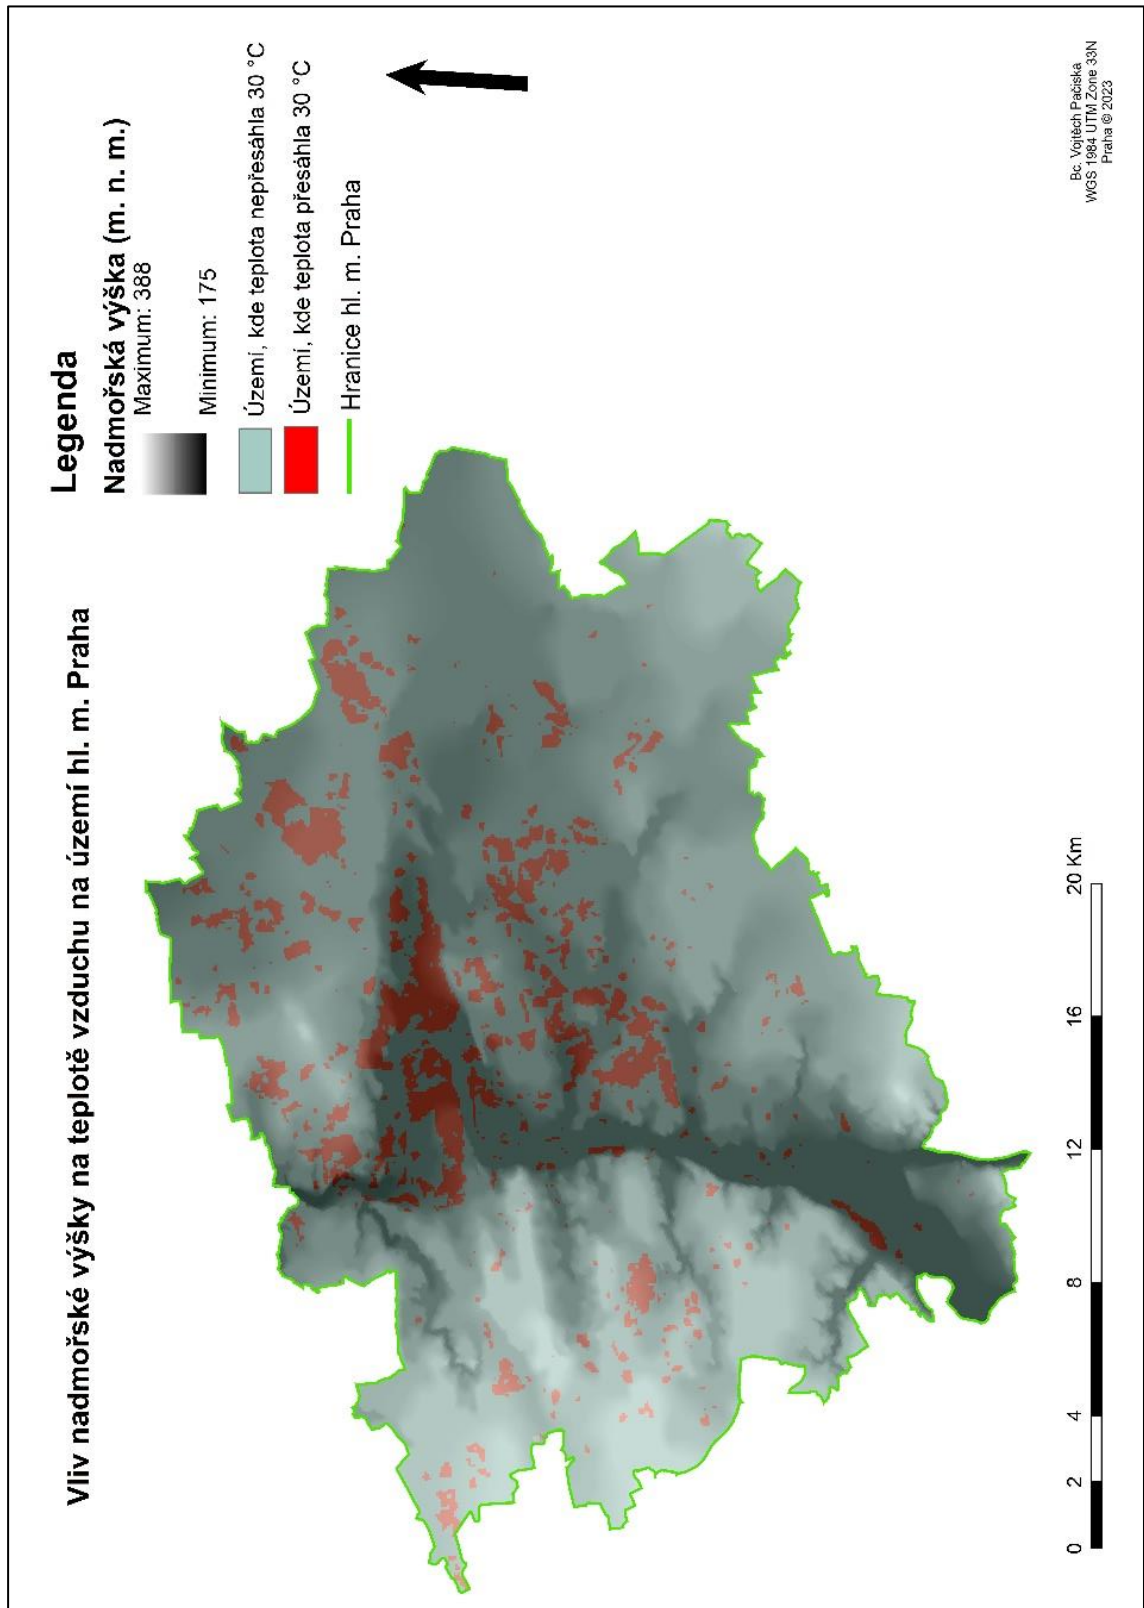 Vliv nadmořské výšky na teplotě vzduchu na území hl. m. Praha
Legenda
Nadmořská výška (m. n. m.)
Maximum: 388
Minimum: 175
Území, kde teplota nepřesáhla 30 °C
Území, kde teplota přesáhla 30 °C
Hranice hl. m. Praha
0 2 4 8 12 16 20 Km
Bc. Vojtěch Pačiska
WGS 1984 UTM Zone 33N
Praha © 2023